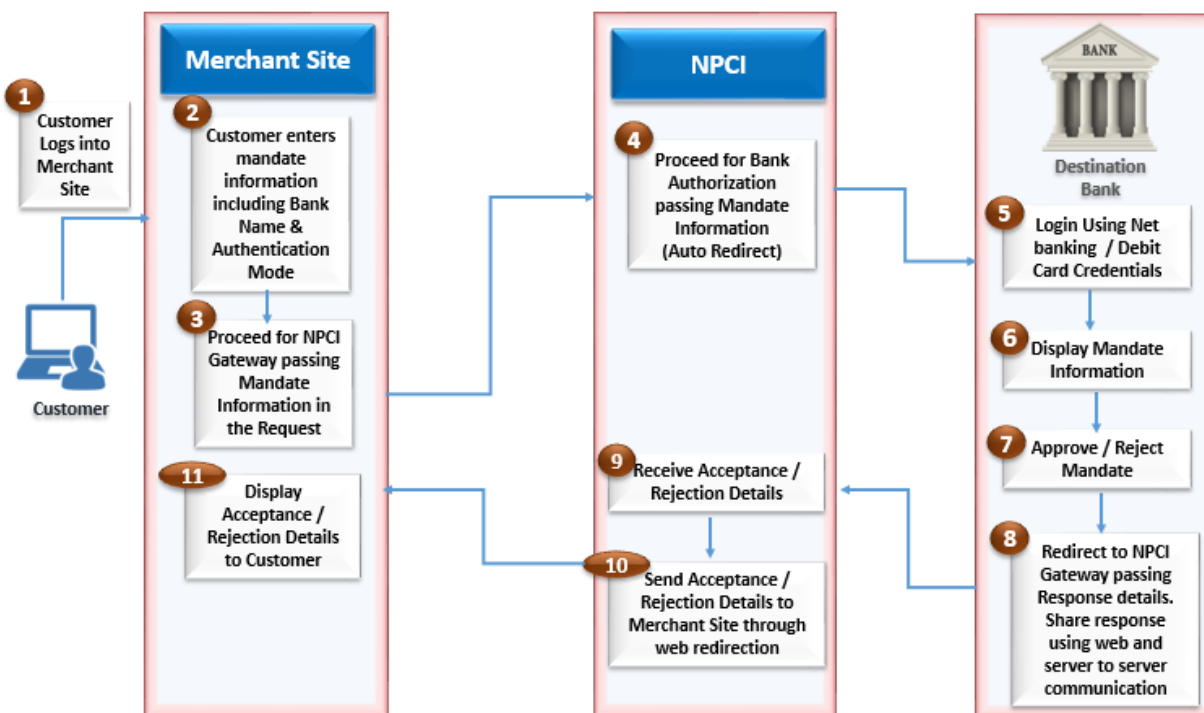 Merchant Site
NPCI
BANK
Destination
Bank
1
Customer
Logs into
Merchant
Site
Customer
2
Customer enters
mandate
information
including Bank
Name &
Authentication
Mode
3
Proceed for NPCI
Gateway passing
Mandate
Information in
the Request
4
Proceed for Bank
Authorization
passing Mandate
Information
(Auto Redirect)
5
Login Using Net
banking / Debit
Card Credentials
6
Display Mandate
Information
7
Approve / Reject
Mandate
8
Redirect to NPCI
Gateway passing
Response details.
Share response
using web and
server to server
communication
9
Receive Acceptance /
Rejection Details
10
Send Acceptance /
Rejection Details to
Merchant Site through
web redirection
11
Display
Acceptance /
Rejection Details
to Customer